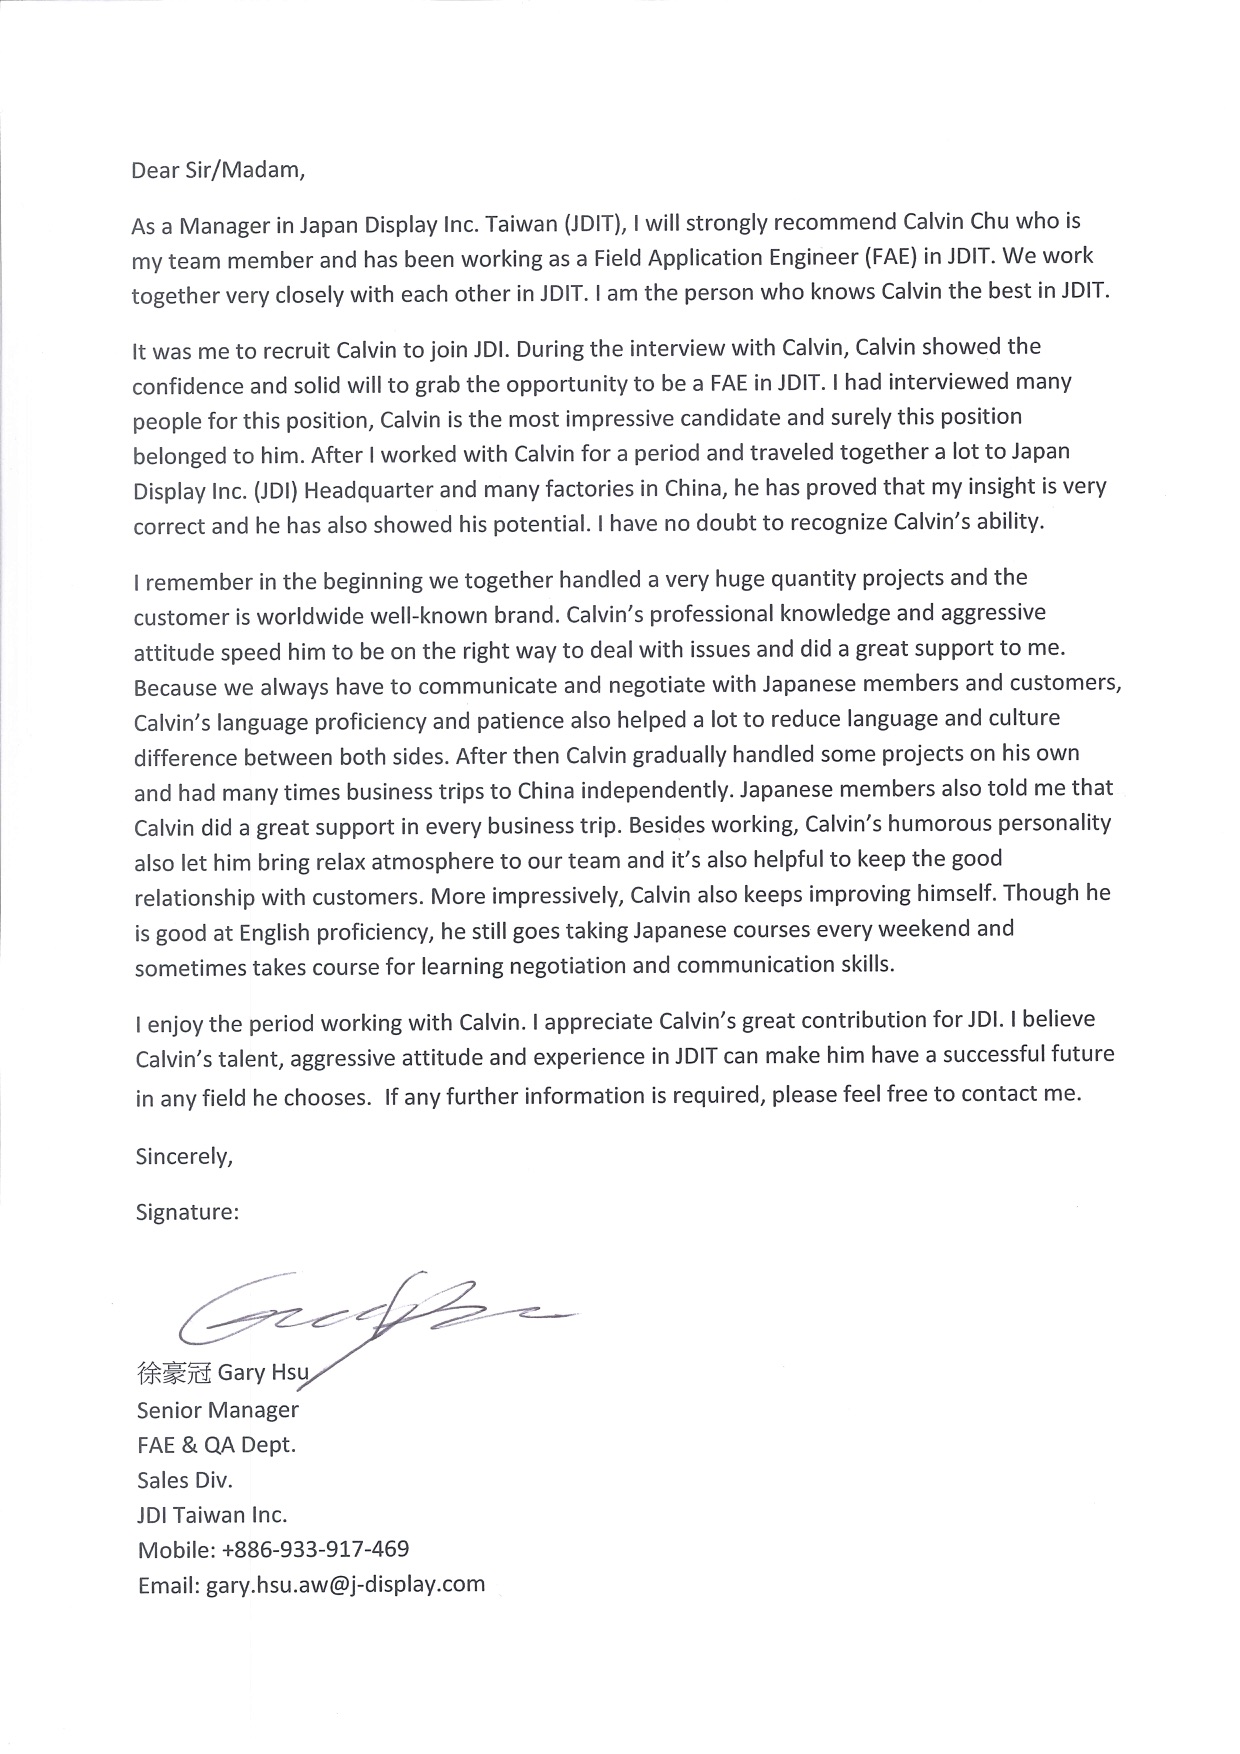 Dear Sir/Madam,
As a Manager in Japan Display Inc. Taiwan (JDIT), I will strongly recommend Calvin Chu who is
my team member and has been working as a Field Application Engineer (FAE) in JDIT. We work
together very closely with each other in JDIT. I am the person who knows Calvin the best in JDIT.
It was me to recruit Calvin to join JDI. During the interview with Calvin, Calvin showed the
confidence and solid will to grab the opportunity to be a FAE in JDIT. I had interviewed many
people for this position, Calvin is the most impressive candidate and surely this position
belonged to him. After I worked with Calvin for a period and traveled together a lot to Japan
Display Inc. (JDI) Headquarter and many factories in China, he has proved that my insight is very
correct and he has also showed his potential. I have no doubt to recognize Calvin's ability.
I remember in the beginning we together handled a very huge quantity projects and the
customer is worldwide well-known brand. Calvin's professional knowledge and aggressive
attitude speed him to be on the right way to deal with issues and did a great support to me.
Because we always have to communicate and negotiate with Japanese members and customers,
Calvin's language proficiency and patience also helped a lot to reduce language and culture
difference between both sides. After then Calvin gradually handled some projects on his own
and had many times business trips to China independently. Japanese members also told me that
Calvin did a great support in every business trip. Besides working, Calvin's humorous personality
also let him bring relax atmosphere to our team and it's also helpful to keep the good
relationship with customers. More impressively, Calvin also keeps improving himself. Though he
is good at English proficiency, he still goes taking Japanese courses every weekend and
sometimes takes course for learning negotiation and communication skills.
I enjoy the period working with Calvin. I appreciate Calvin's great contribution for JDI. I believe
Calvin's talent, aggressive attitude and experience in JDIT can make him have a successful future
in any field he chooses.  If any further information is required, please feel free to contact me.
Sincerely,
Signature:
徐豪冠 Gary Hsu
Senior Manager
FAE & QA Dept.
Sales Div.
JDI Taiwan Inc.
Mobile: +886-933-917-469
Email: gary.hsu.aw@j-display.com